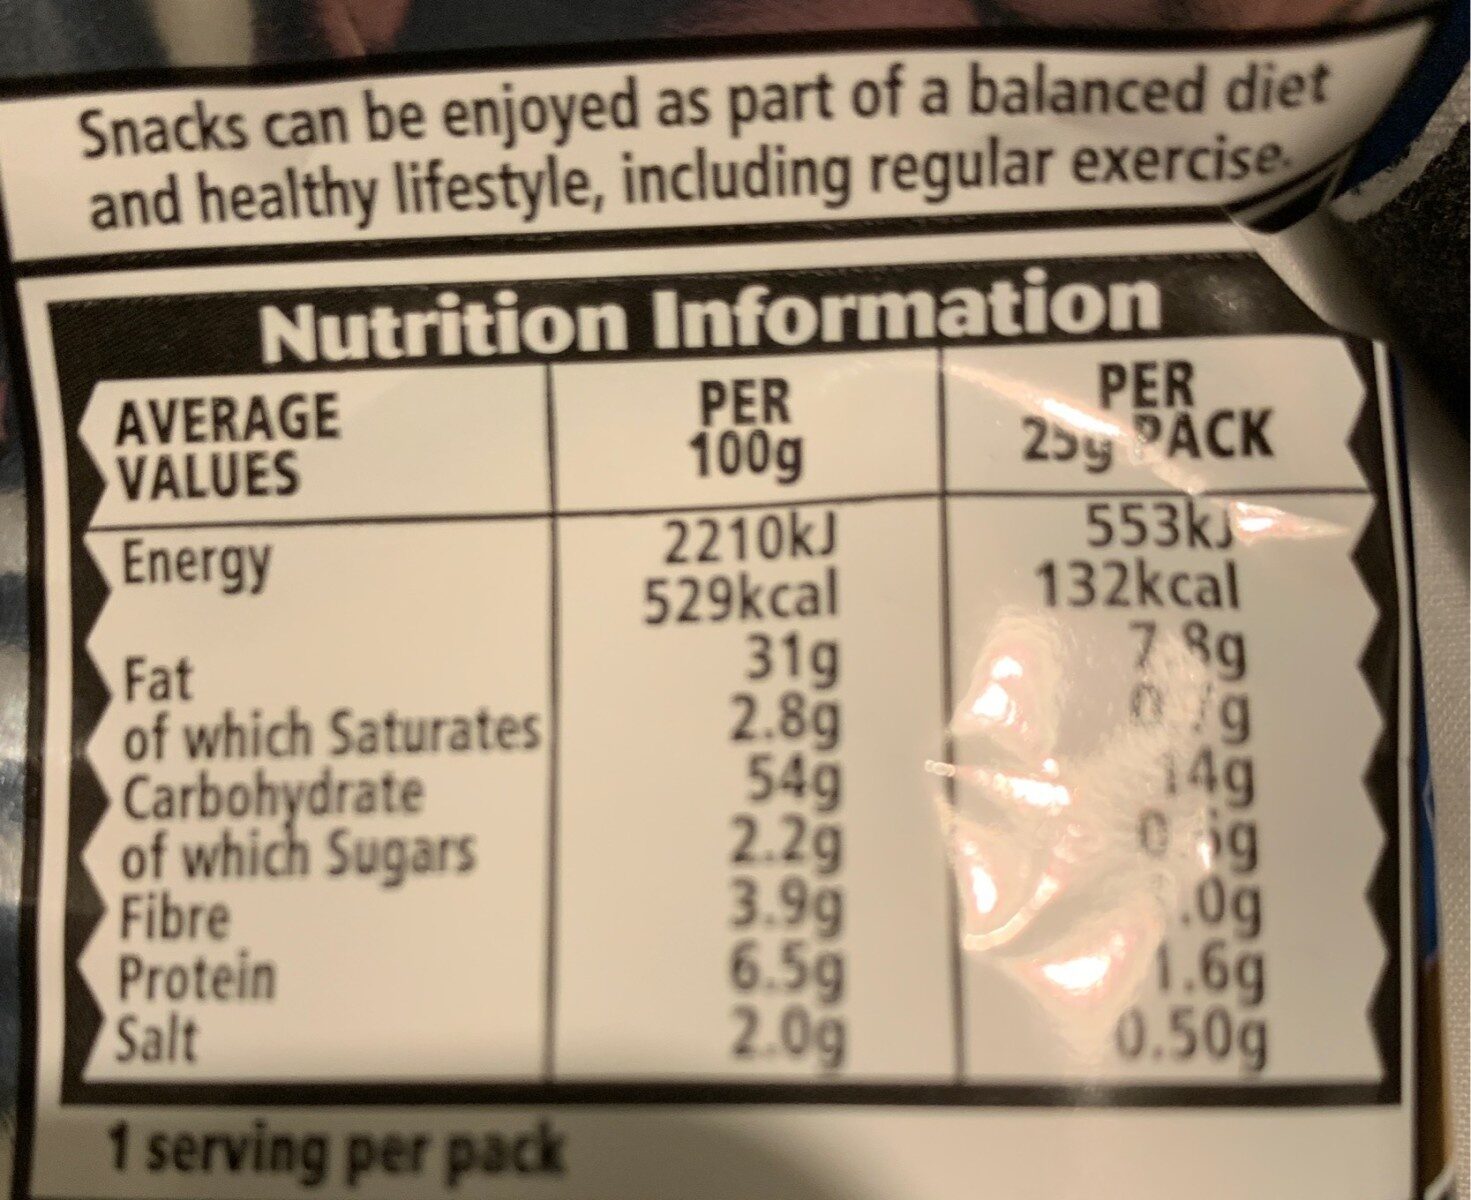 Snacks can be enjoyed as part of a balanced diet
and healthy lifestyle, including regular exercise.
Nutrition Information
AVERAGE VALUES PER 100g PER 25g PACK
Energy 2210kJ 553kJ
529kcal 132kcal
Fat 31g 7.8g
of which Saturates 2.8g
Carbohydrate 54g 14g
of which Sugars 2.2g
Fibre 3.9g
Protein 6.5g 1.6g
Salt 2.0g 0.50g
1 serving per pack